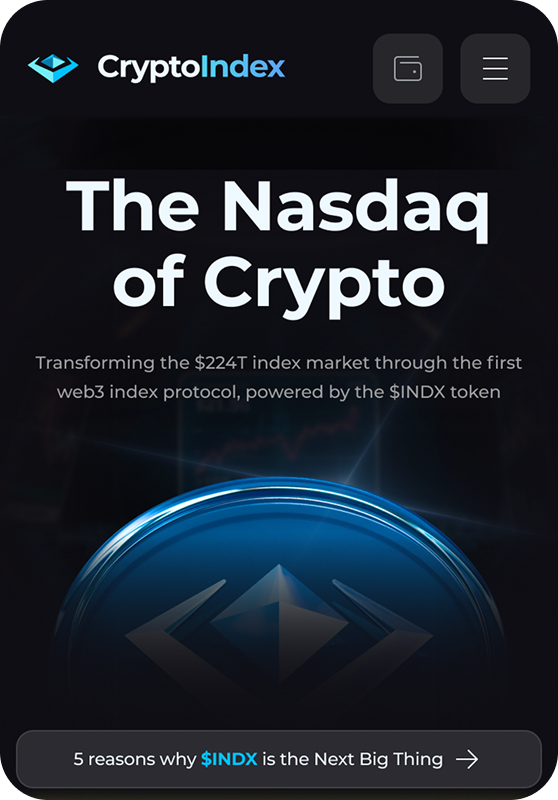 CryptoIndex
The Nasdaq
of Crypto
Transforming the $224T index market through the first
web3 index protocol, powered by the $INDX token
5 reasons why $INDX is the Next Big Thing